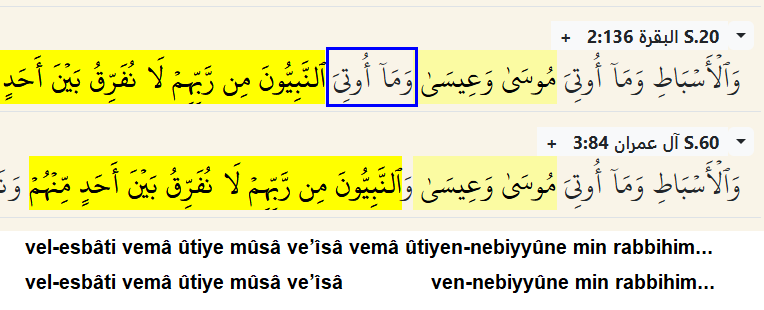 + 2:136 البقرة S.20
وَٱلْأَسْبَاطِ وَمَآ أُوتِىَ مُوسَىٰ وَعِيسَىٰ وَمَآ أُوتِىَ ٱلنَّبِيُّونَ مِن رَّبِّهِمْ لَا نُفَرِّقُ بَيْنَ أَحَدٍ
+ 3:84 آل عمران S.60
وَٱلْأَسْبَاطِ وَمَآ أُوتِىَ مُوسَىٰ وَعِيسَىٰ وَٱلنَّبِيُّونَ مِن رَّبِّهِمْ لَا نُفَرِّقُ بَيْنَ أَحَدٍ مِّنْهُمْ
vel-esbâti vemâ ûtiye mûsâ ve’îsâ vemâ ûtiyen-nebiyyûne min rabbihim...
vel-esbâti vemâ ûtiye mûsâ ve’îsâ ven-nebiyyûne min rabbihim...